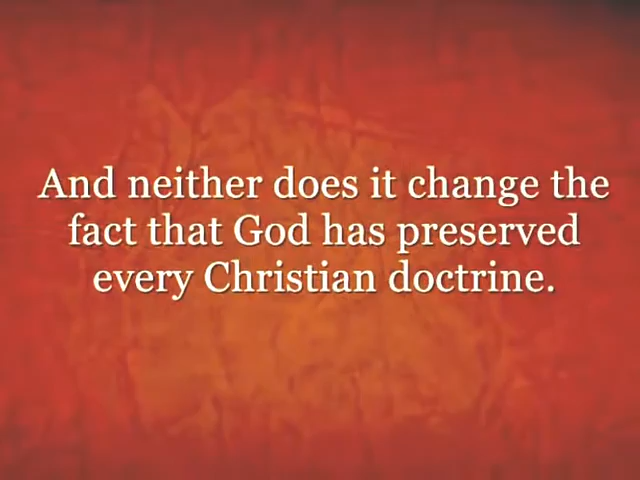 And neither does it change the
fact that God has preserved
every Christian doctrine.